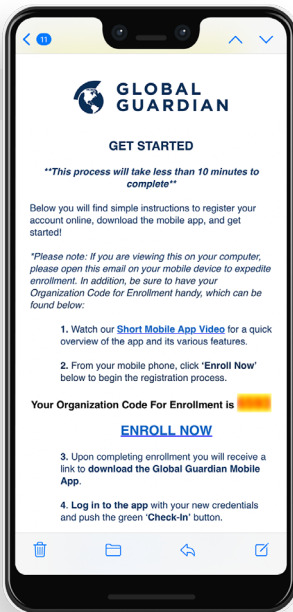 11
GLOBAL
GUARDIAN
GET STARTED
**This process will take less than 10 minutes to
complete**
Below you will find simple instructions to register your
account online, download the mobile app, and get
started!
*Please note: If you are viewing this on your computer,
please open this email on your mobile device to expedite
enrollment. In addition, be sure to have your
Organization Code for Enrollment handy, which can be
found below:
1. Watch our Short Mobile App Video for a quick
overview of the app and its various features.
2. From your mobile phone, click 'Enroll Now'
below to begin the registration process.
Your Organization Code For Enrollment is
ENROLL NOW
3. Upon completing enrollment you will receive a
link to download the Global Guardian Mobile
App.
4. Log in to the app with your new credentials
and push the green 'Check-In' button.